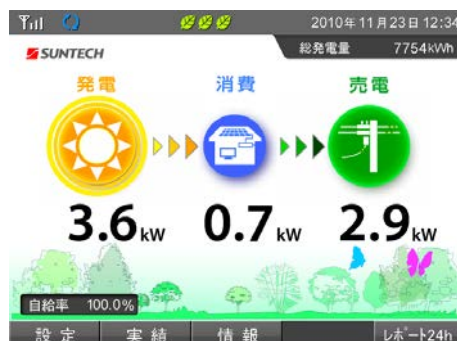 2010年11月23日 12:34
SUNTECH
総発電量 7754kWh
発電 消費 売電
3.6kW 0.7kW 2.9kW
自給率 100.0%
設定 実績 情報 ﾚﾎﾟｰﾄ24h